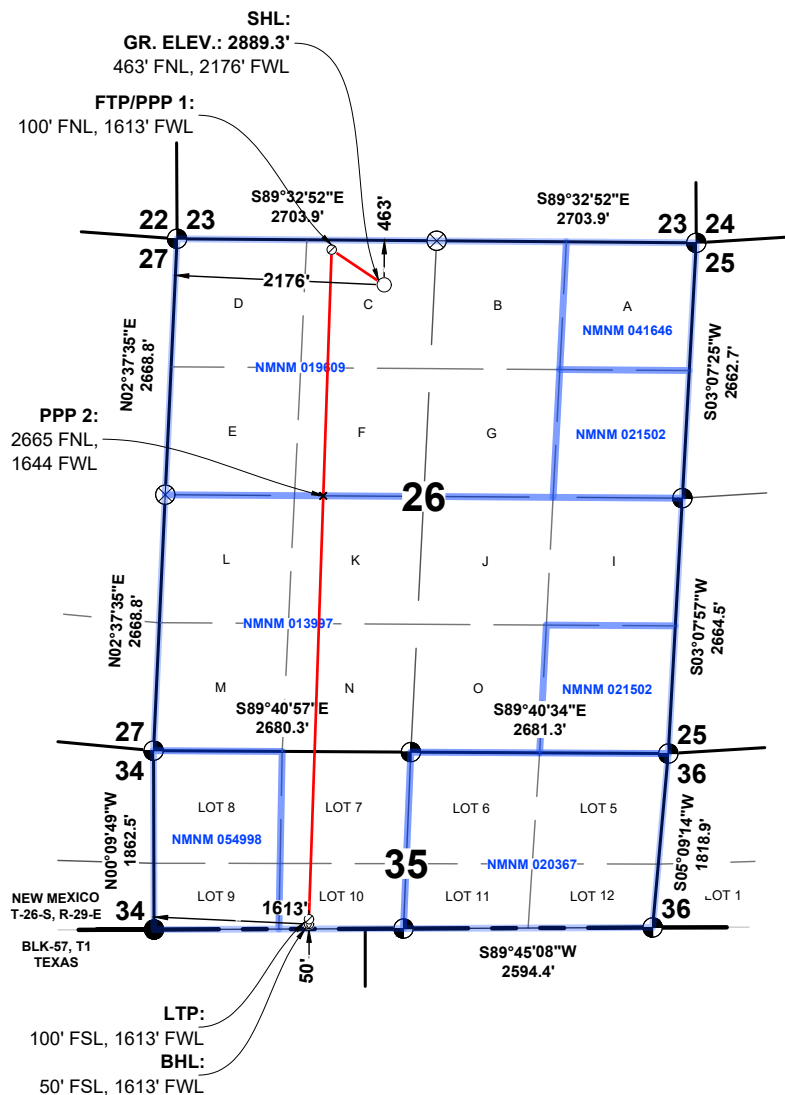 SHL:
GR. ELEV.: 2889.3'
463' FNL, 2176' FWL
FTP/PPP 1:
100' FNL, 1613' FWL
S89°32'52"E
2703.9'
463'
S89°32'52"E
2703.9'
22 23
27
23 24
25
2176'
D
C
B
A
NMNM 041646
N02°37'35"E
2668.8'
S03°07'25"W
2662.7'
NMNM 019609
PPP 2:
2665 FNL,
1644 FWL
E
F
G
NMNM 021502
26
L
K
J
I
N02°37'35"E
2668.8'
S03°07'57"W
2664.5'
NMNM 013997
M
N
O
NMNM 021502
S89°40'57"E
2680.3'
S89°40'34"E
2681.3'
27
34
25
36
N00°09'49"W
1862.5'
S05°09'14"W
1818.9'
LOT 8
LOT 7
LOT 6
LOT 5
NMNM 054998
35
NMNM 020367
LOT 9
LOT 10
LOT 11
LOT 12
LOT 1
NEW MEXICO
T-26-S, R-29-E
34
1613'
36
BLK-57, T1
TEXAS
50'
S89°45'08"W
2594.4'
LTP:
100' FSL, 1613' FWL
BHL:
50' FSL, 1613' FWL